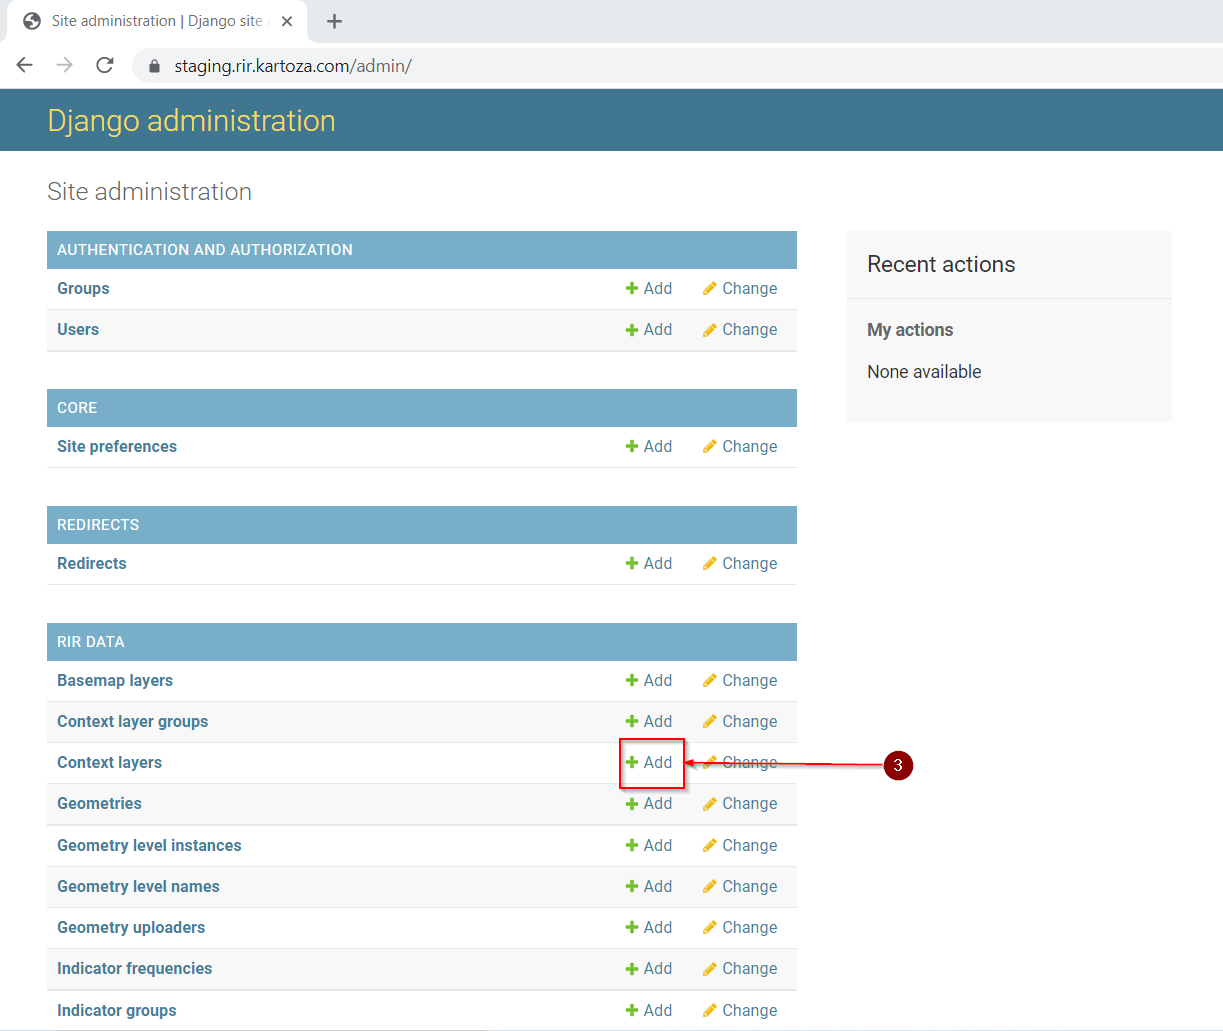 Site administration | Django site a
staging.rir.kartoza.com/admin/
Django administration
Site administration
AUTHENTICATION AND AUTHORIZATION
Groups Add Change
Users Add Change
CORE
Site preferences Add Change
REDIRECTS
Redirects Add Change
RIR DATA
Basemap layers Add Change
Context layer groups Add Change
Context layers Add Change 3
Geometries Add Change
Geometry level instances Add Change
Geometry level names Add Change
Geometry uploaders Add Change
Indicator frequencies Add Change
Indicator groups Add Change
Recent actions
My actions
None available